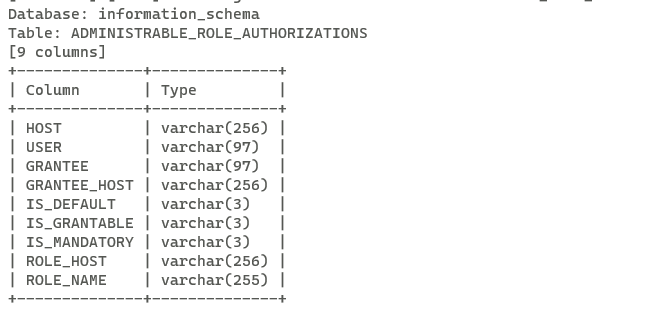 Database: information_schema
Table: ADMINISTRABLE_ROLE_AUTHORIZATIONS
[9 columns]
+--------------+--------------+
| Column       | Type         |
+--------------+--------------+
| HOST         | varchar(256) |
| USER         | varchar(97)  |
| GRANTEE      | varchar(97)  |
| GRANTEE_HOST | varchar(256) |
| IS_DEFAULT   | varchar(3)   |
| IS_GRANTABLE | varchar(3)   |
| IS_MANDATORY | varchar(3)   |
| ROLE_HOST    | varchar(256) |
| ROLE_NAME    | varchar(255) |
+--------------+--------------+